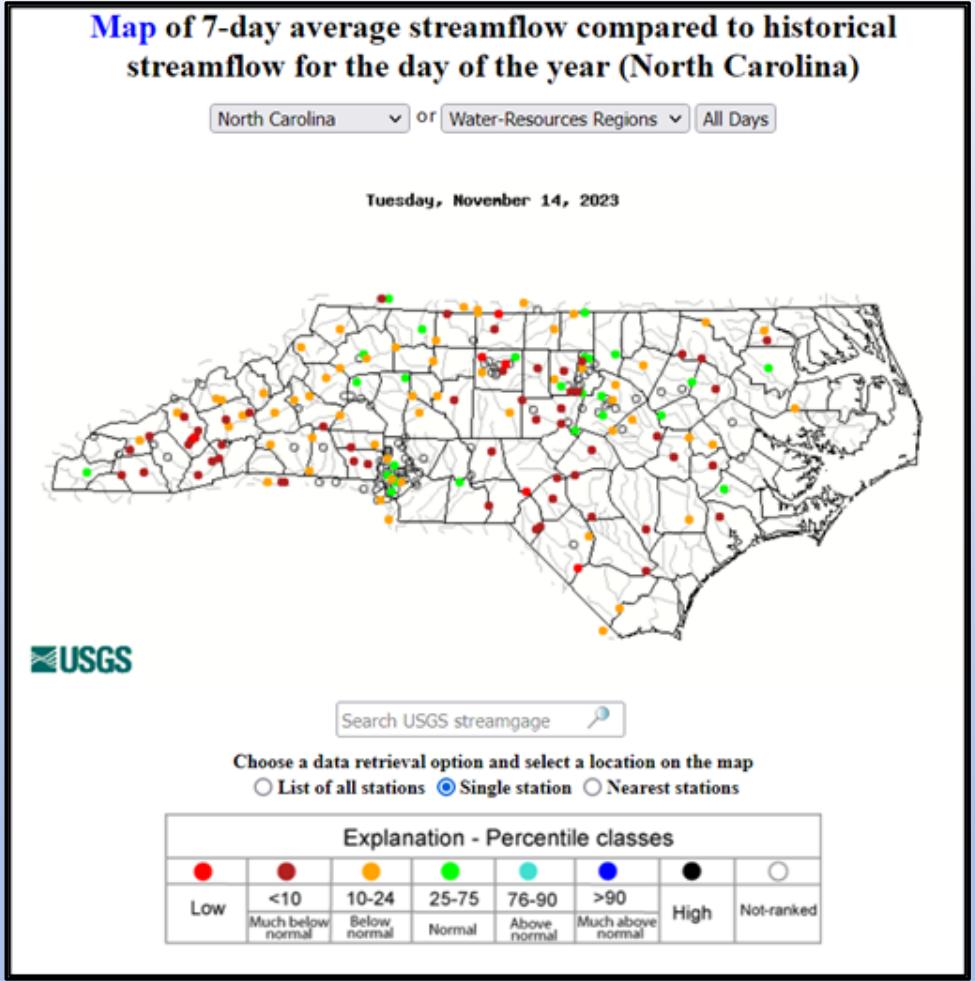 Map of 7-day average streamflow compared to historical
streamflow for the day of the year (North Carolina)
North Carolina or Water-Resources Regions All Days
Tuesday, November 14, 2023
USGS
Search USGS streamgage
Choose a data retrieval option and select a location on the map
List of all stations Single station Nearest stations
Explanation - Percentile classes
Low <10 10-24 25-75 76-90 >90 High Not-ranked
Much below normal Below normal Normal Above normal Much above normal